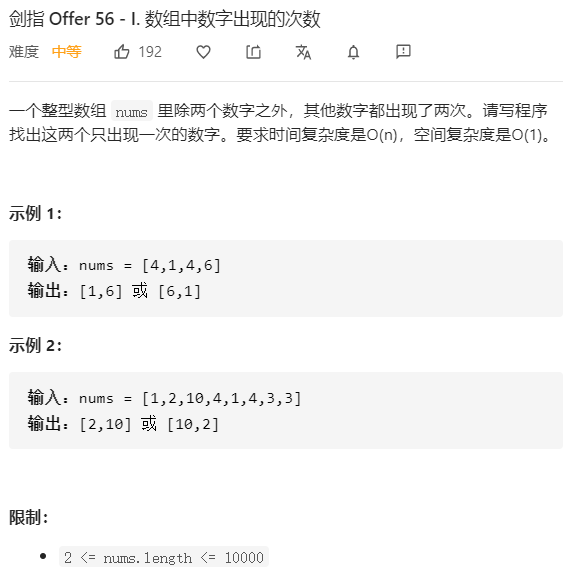 剑指 Offer 56 - I. 数组中数字出现的次数
难度 中等 192
一个整型数组 nums 里除两个数字之外，其他数字都出现了两次。请写程序
找出这两个只出现一次的数字。要求时间复杂度是O(n)，空间复杂度是O(1)。
示例 1：
输入：nums = [4,1,4,6]
输出：[1,6] 或 [6,1]
示例 2：
输入：nums = [1,2,10,4,1,4,3,3]
输出：[2,10] 或 [10,2]
限制：
2 <= nums.length <= 10000